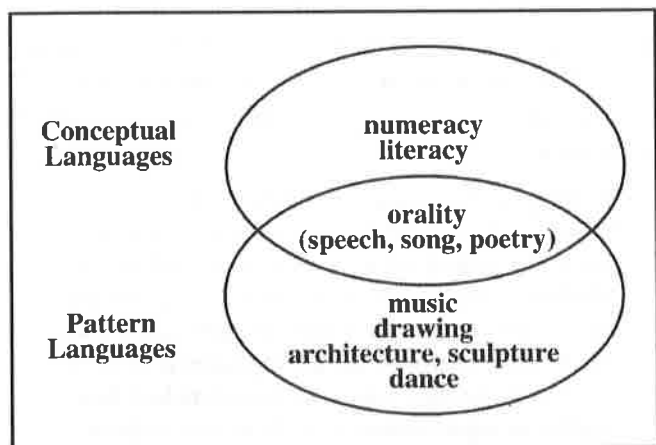 Conceptual
Languages
numeracy
literacy
orality
(speech, song, poetry)
Pattern
Languages
music
drawing
architecture, sculpture
dance